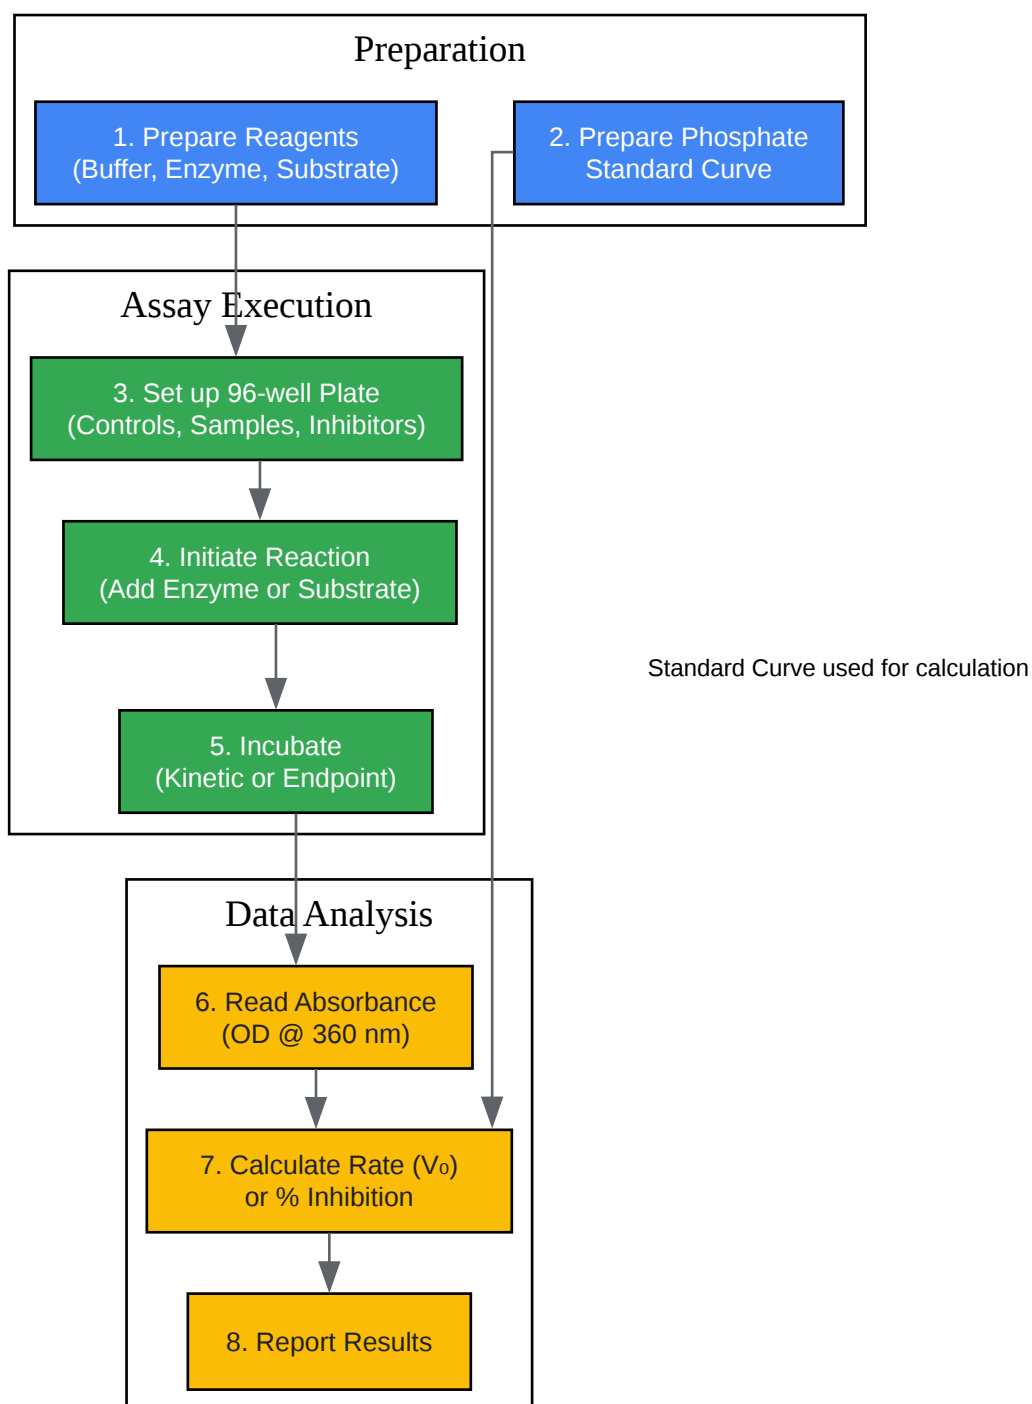 Preparation
1. Prepare Reagents
(Buffer, Enzyme, Substrate)
2. Prepare Phosphate
Standard Curve
Assay Execution
3. Set up 96-well Plate
(Controls, Samples, Inhibitors)
4. Initiate Reaction
(Add Enzyme or Substrate)
Standard Curve used for calculation
5. Incubate
(Kinetic or Endpoint)
Data Analysis
6. Read Absorbance
(OD @ 360 nm)
7. Calculate Rate (V₀)
or % Inhibition
8. Report Results